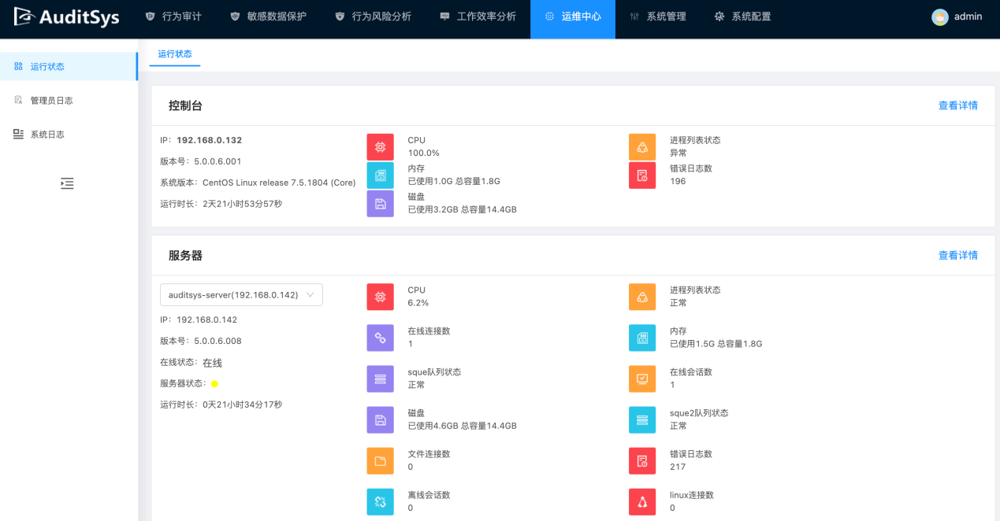 AuditSys 行为审计 敏感数据保护 行为风险分析 工作效率分析 运维中心 系统管理 系统配置 admin
运行状态
管理员日志
系统日志
运行状态
控制台 查看详情
IP: 192.168.0.132
版本号: 5.0.0.6.001
系统版本: CentOS Linux release 7.5.1804 (Core)
运行时长: 2天21小时53分57秒
CPU
100.0%
内存
已使用1.0G 总容量1.8G
磁盘
已使用3.2GB 总容量14.4GB
进程列表状态
异常
错误日志数
196
服务器 查看详情
auditsys-server(192.168.0.142)
IP: 192.168.0.142
版本号: 5.0.0.6.008
在线状态: 在线
服务器状态:
运行时长: 0天21小时34分17秒
CPU
6.2%
进程列表状态
正常
在线连接数
1
内存
已使用1.5G 总容量1.8G
sque队列状态
正常
在线会话数
1
磁盘
已使用4.6GB 总容量14.4GB
sque2队列状态
正常
文件连接数
0
错误日志数
217
离线会话数
0
linux连接数
0